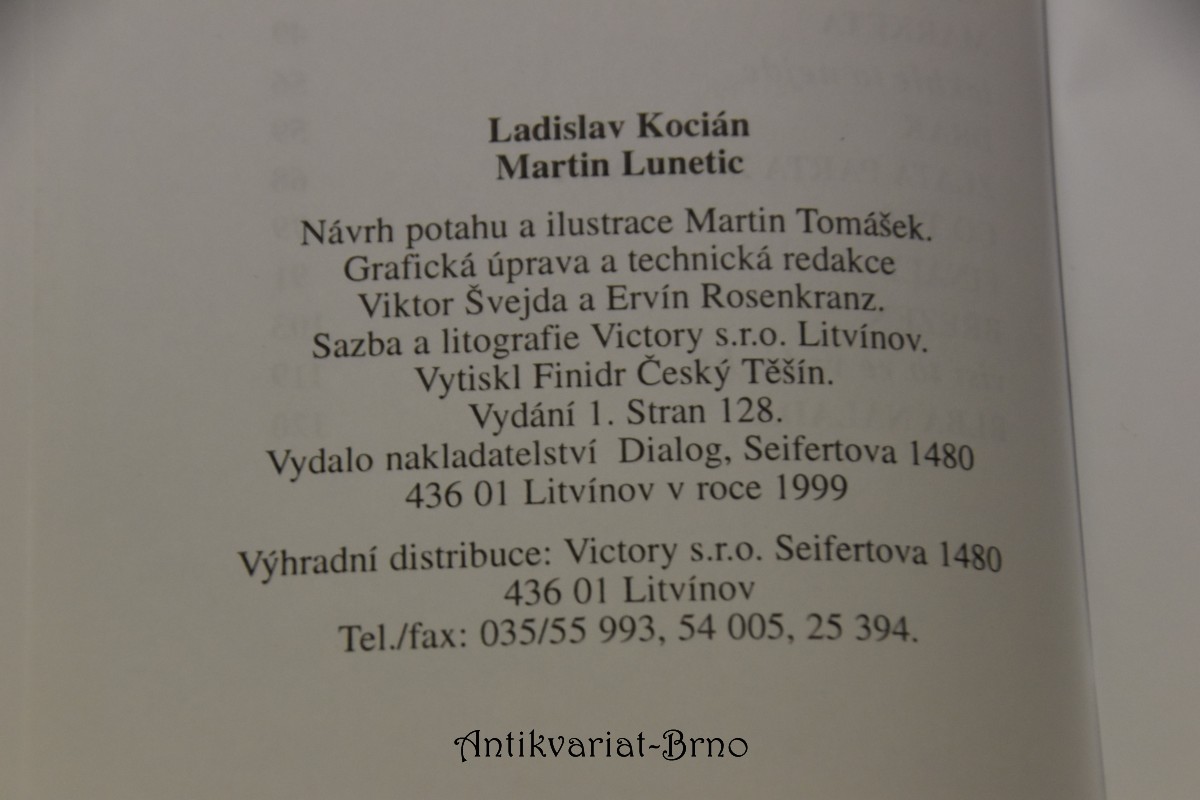 Ladislav Kocián
Martin Lunetic
Návrh potahu a ilustrace Martin Tomášek.
Grafická úprava a technická redakce
Viktor Švejda a Ervín Rosenkranz.
Sazba a litografie Victory s.r.o. Litvínov.
Vytiskl Finidr Český Těšín.
Vydání 1. Stran 128.
Vydalo nakladatelství Dialog, Seifertova 1480
436 01 Litvínov v roce 1999
Výhradní distribuce: Victory s.r.o. Seifertova 1480
436 01 Litvínov
Tel./fax: 035/55 993, 54 005, 25 394.
Antikvariat-Brno